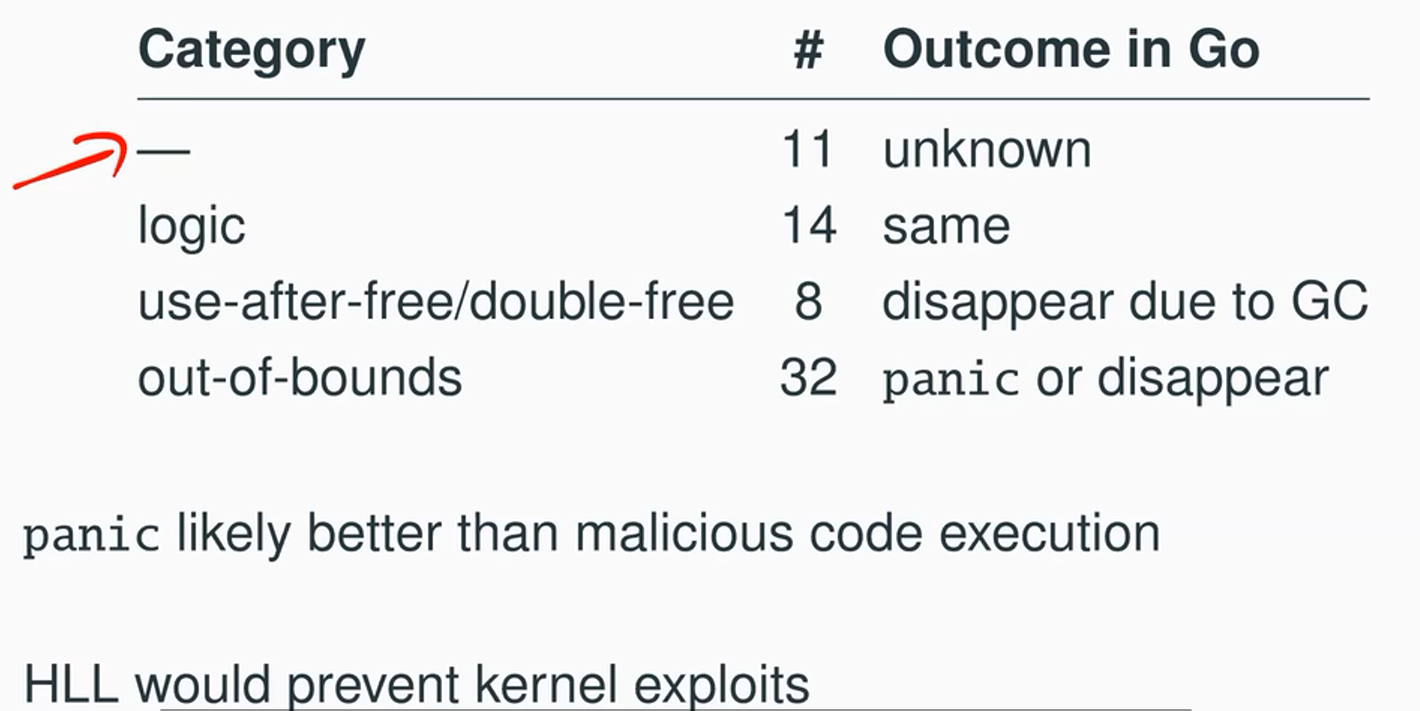 Category # Outcome in Go
— 11 unknown
logic 14 same
use-after-free/double-free 8 disappear due to GC
out-of-bounds 32 panic or disappear
panic likely better than malicious code execution
HLL would prevent kernel exploits